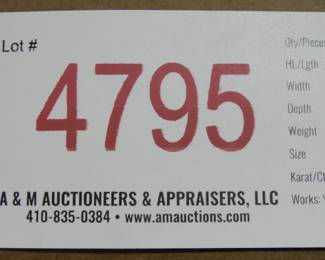 Lot #
4795
A & M AUCTIONEERS & APPRAISERS, LLC
410-835-0384 • www.amauctions.com
Qty/Pieces
Ht./Lgth
Width
Depth
Weight
Size
Karat/Ct
Works: Y